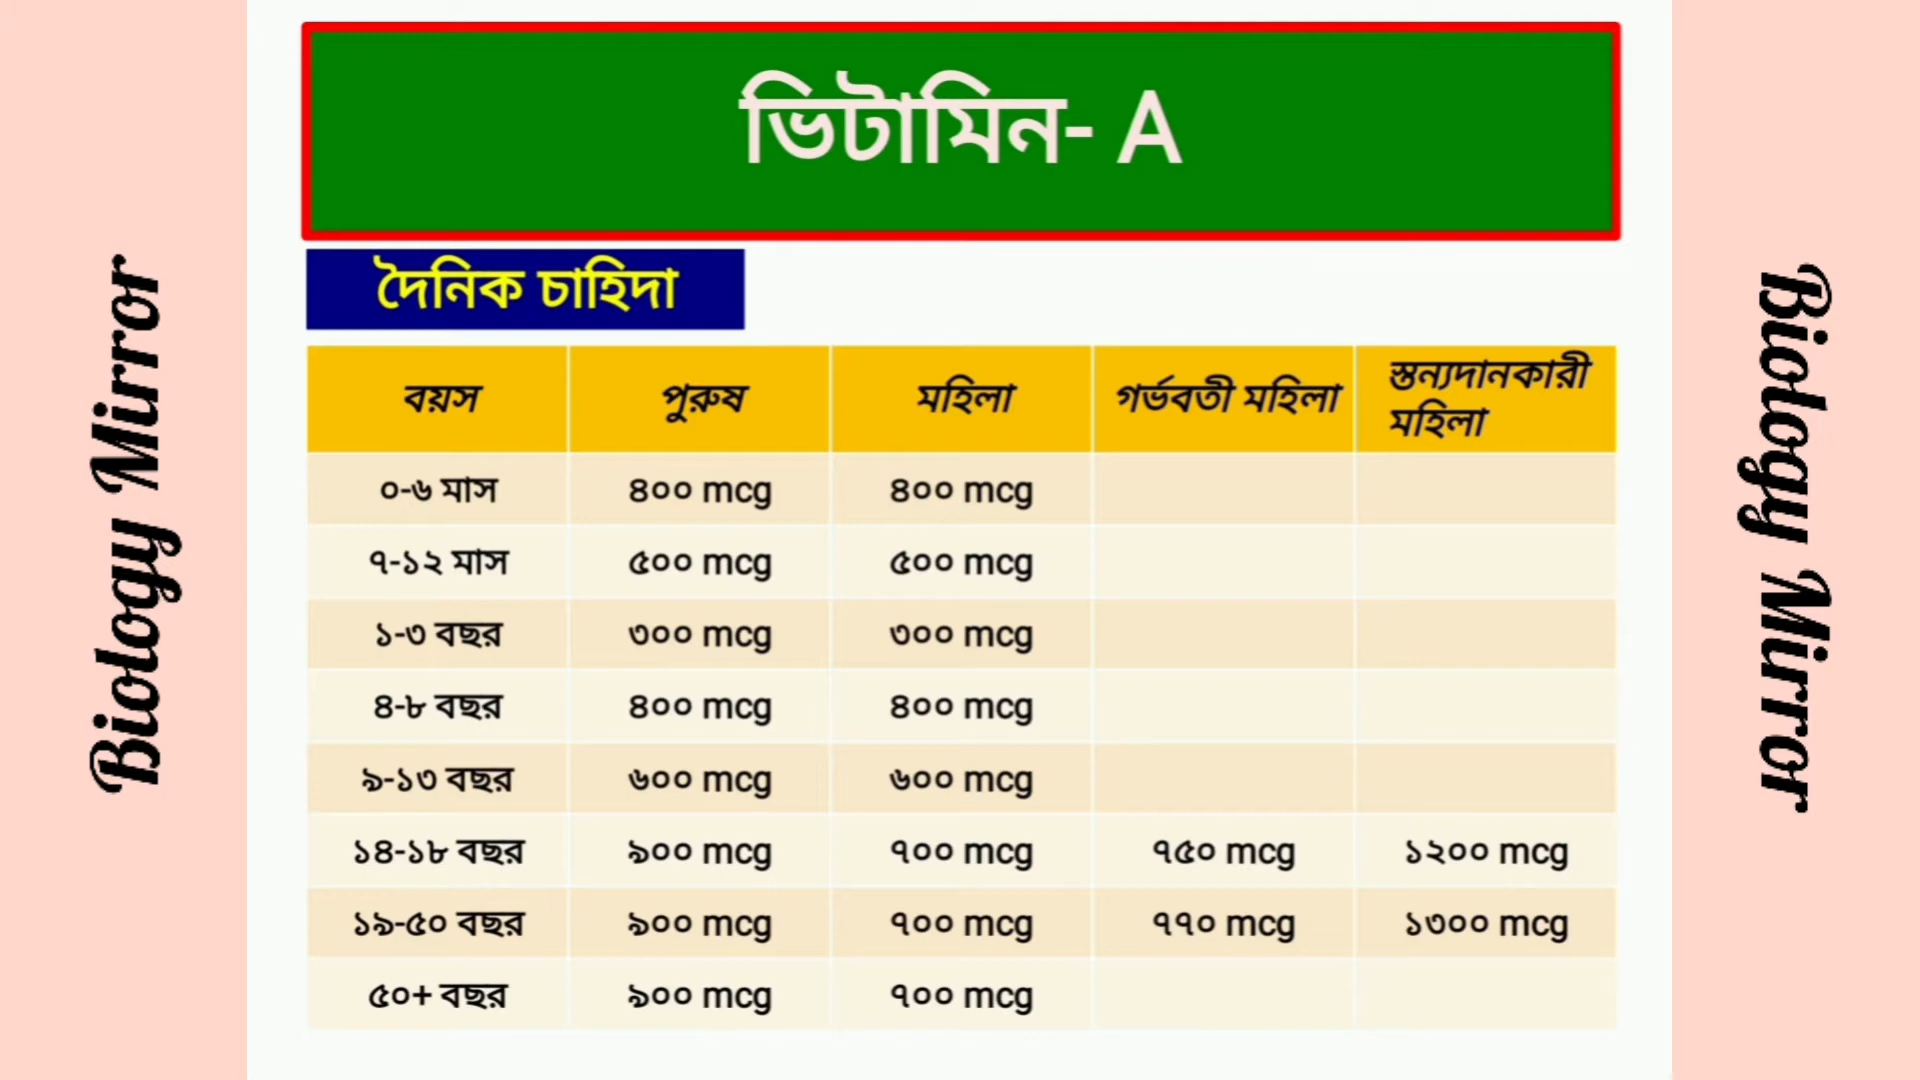 ভিটামিন- A
দৈনিক চাহিদা
বয়স পুরুষ মহিলা গর্ভবতী মহিলা স্তন্যদানকারী মহিলা
০-৬ মাস ৪০০ mcg ৪০০ mcg
৭-১২ মাস ৫০০ mcg ৫০০ mcg
১-৩ বছর ৩০০ mcg ৩০০ mcg
৪-৮ বছর ৪০০ mcg ৪০০ mcg
৯-১৩ বছর ৬০০ mcg ৬০০ mcg
১৪-১৮ বছর ৯০০ mcg ৭০০ mcg ৭৫০ mcg ১২০০ mcg
১৯-৫০ বছর ৯০০ mcg ৭০০ mcg ৭৭০ mcg ১৩০০ mcg
৫০+ বছর ৯০০ mcg ৭০০ mcg
Biology Mirror
Biology Mirror